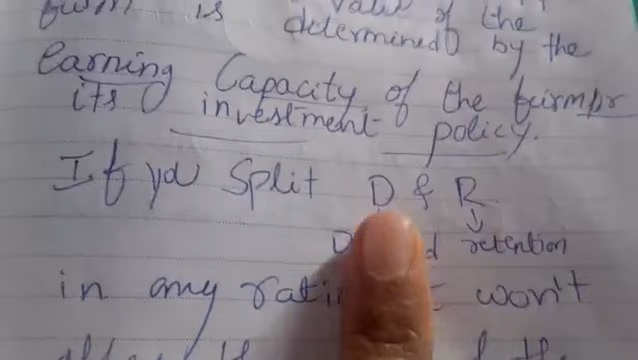 is value of the
determined by the
earning Capacity of the firm or
its investment policy.
If you Split D & R
retention
in any won't